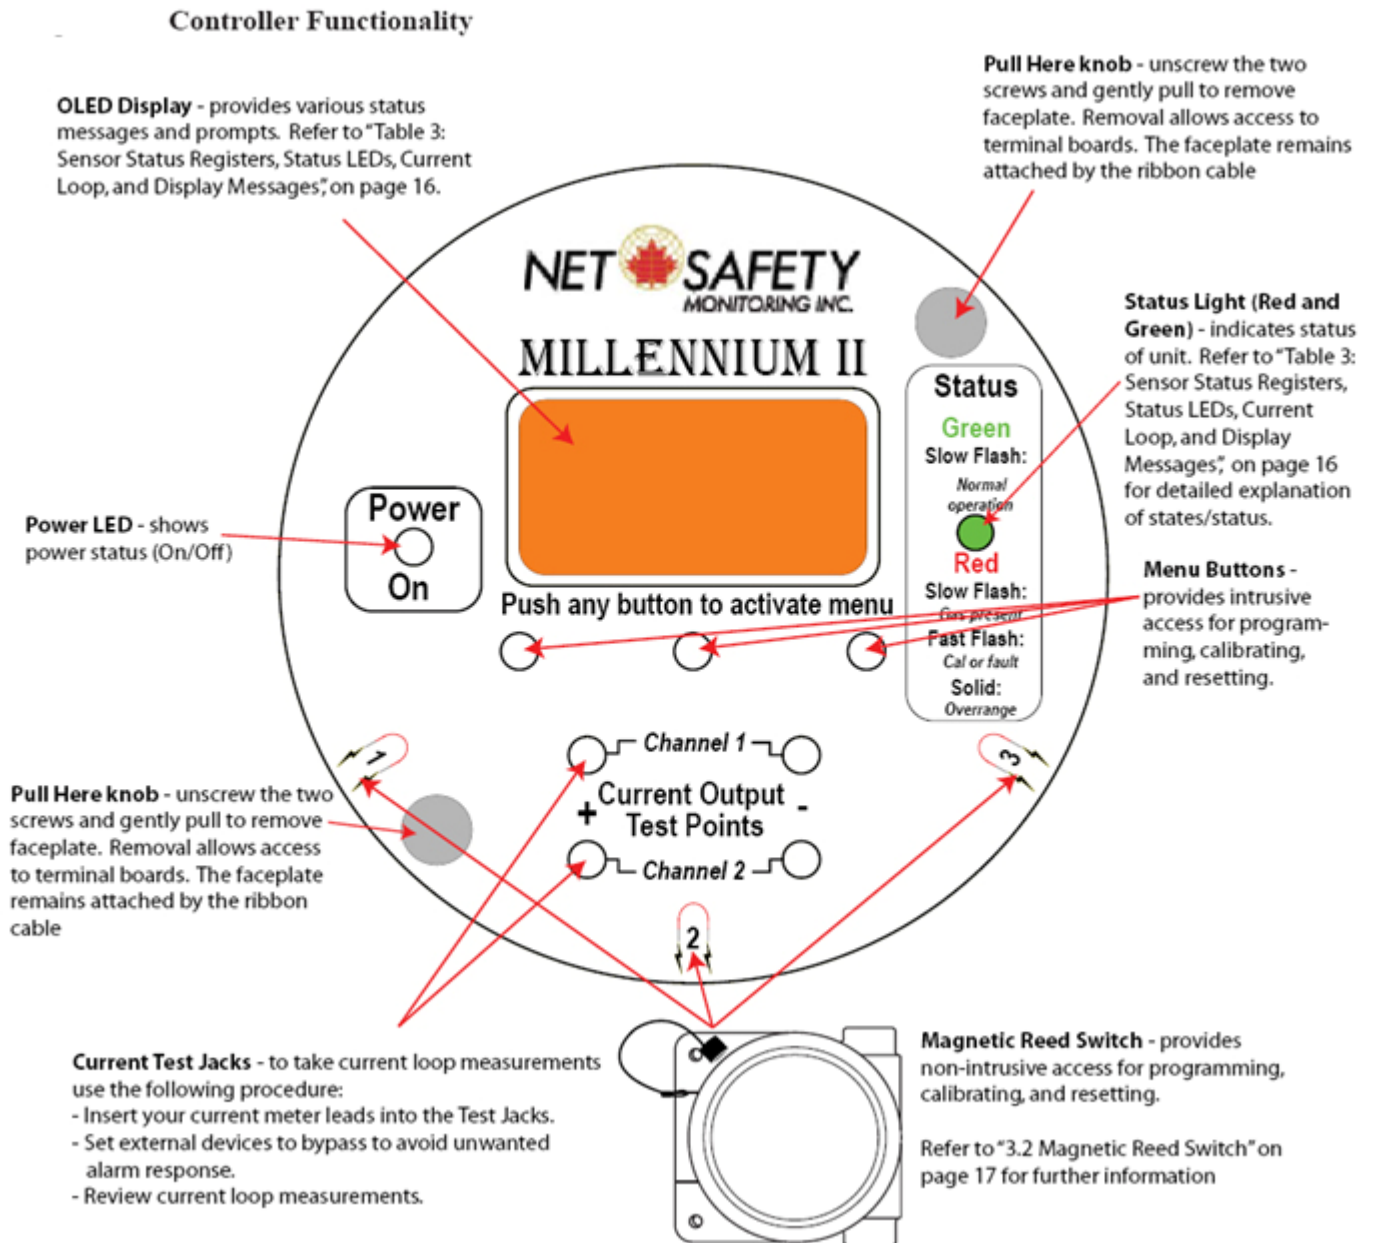 Controller Functionality
OLED Display - provides various status
messages and prompts. Refer to “Table 3:
Sensor Status Registers, Status LEDs, Current
Loop, and Display Messages”, on page 16.
Pull Here knob - unscrew the two
screws and gently pull to remove
faceplate. Removal allows access to
terminal boards. The faceplate remains
attached by the ribbon cable
NET SAFETY
MONITORING INC.
MILLENNIUM II
Status Light (Red and
Green) - indicates status
of unit. Refer to “Table 3:
Sensor Status Registers,
Status LEDs, Current
Loop, and Display
Messages”, on page 16
for detailed explanation
of states/status.
Status
Green
Slow Flash:
Normal
operation
Red
Slow Flash:
Gas present
Fast Flash:
Cal or fault
Solid:
Overrange
Power
On
Power LED - shows
power status (On/Off)
Push any button to activate menu
Menu Buttons -
provides intrusive
access for program-
ming, calibrating,
and resetting.
Channel 1
+ Current Output -
Test Points
Channel 2
1
2
3
Pull Here knob - unscrew the two
screws and gently pull to remove
faceplate. Removal allows access
to terminal boards. The faceplate
remains attached by the ribbon
cable
Current Test Jacks - to take current loop measurements
use the following procedure:
- Insert your current meter leads into the Test Jacks.
- Set external devices to bypass to avoid unwanted
alarm response.
- Review current loop measurements.
Magnetic Reed Switch - provides
non-intrusive access for programming,
calibrating, and resetting.
Refer to “3.2 Magnetic Reed Switch” on
page 17 for further information